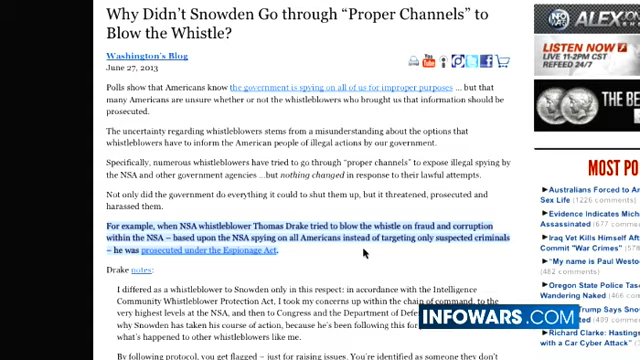 Why Didn't Snowden Go through "Proper Channels" to
Blow the Whistle?
Washington's Blog
June 27, 2013
Polls show that Americans know the government is spying on all of us for improper purposes ... but that
many Americans are unsure whether or not the whistleblowers who brought us that information should be
prosecuted.
The uncertainty regarding whistleblowers stems from a misunderstanding about the options that
whistleblowers have to inform the American people of illegal actions by our government.
Specifically, numerous whistleblowers have tried to go through "proper channels" to expose illegal spying by
the NSA and other government agencies ...but nothing changed in response to their lawful attempts.
Not only did the government do everything it could to shut them up, but it threatened, prosecuted and
harassed them.
For example, when NSA whistleblower Thomas Drake tried to blow the whistle on fraud and corruption
within the NSA – based upon the NSA spying on all Americans instead of targeting only suspected criminals
– he was prosecuted under the Espionage Act.
Drake notes:
I differed as a whistleblower to Snowden only in this respect: in accordance with the Intelligence
Community Whistleblower Protection Act, I took my concerns up within the chain of command, to the
very highest levels at the NSA, and then to Congress and the Department of Def
why Snowden has taken his course of action, because he's been following this for
what's happened to other whistleblowers like me.
By following protocol, you get flagged – just for raising issues. You're identified as someone they don't
INFO WARS
ALEX JO
LISTEN NOW
LIVE 11-2PM CST
REFEED 24/7
THE BE
MOST PO
Australians Forced to A
Sex Life (1226 comments)
Evidence Indicates Mich
Assassinated (677 comments)
Iraq Vet Kills Himself Aft
Commit "War Crimes"
"My name is Paul Westo
(482 comments)
Oregon State Police Tas
Wandering Naked (466 com
Trump Says Snow
Richard Clarke: Hasting
with a Car Cyber Attack"
INFOWARS.COM